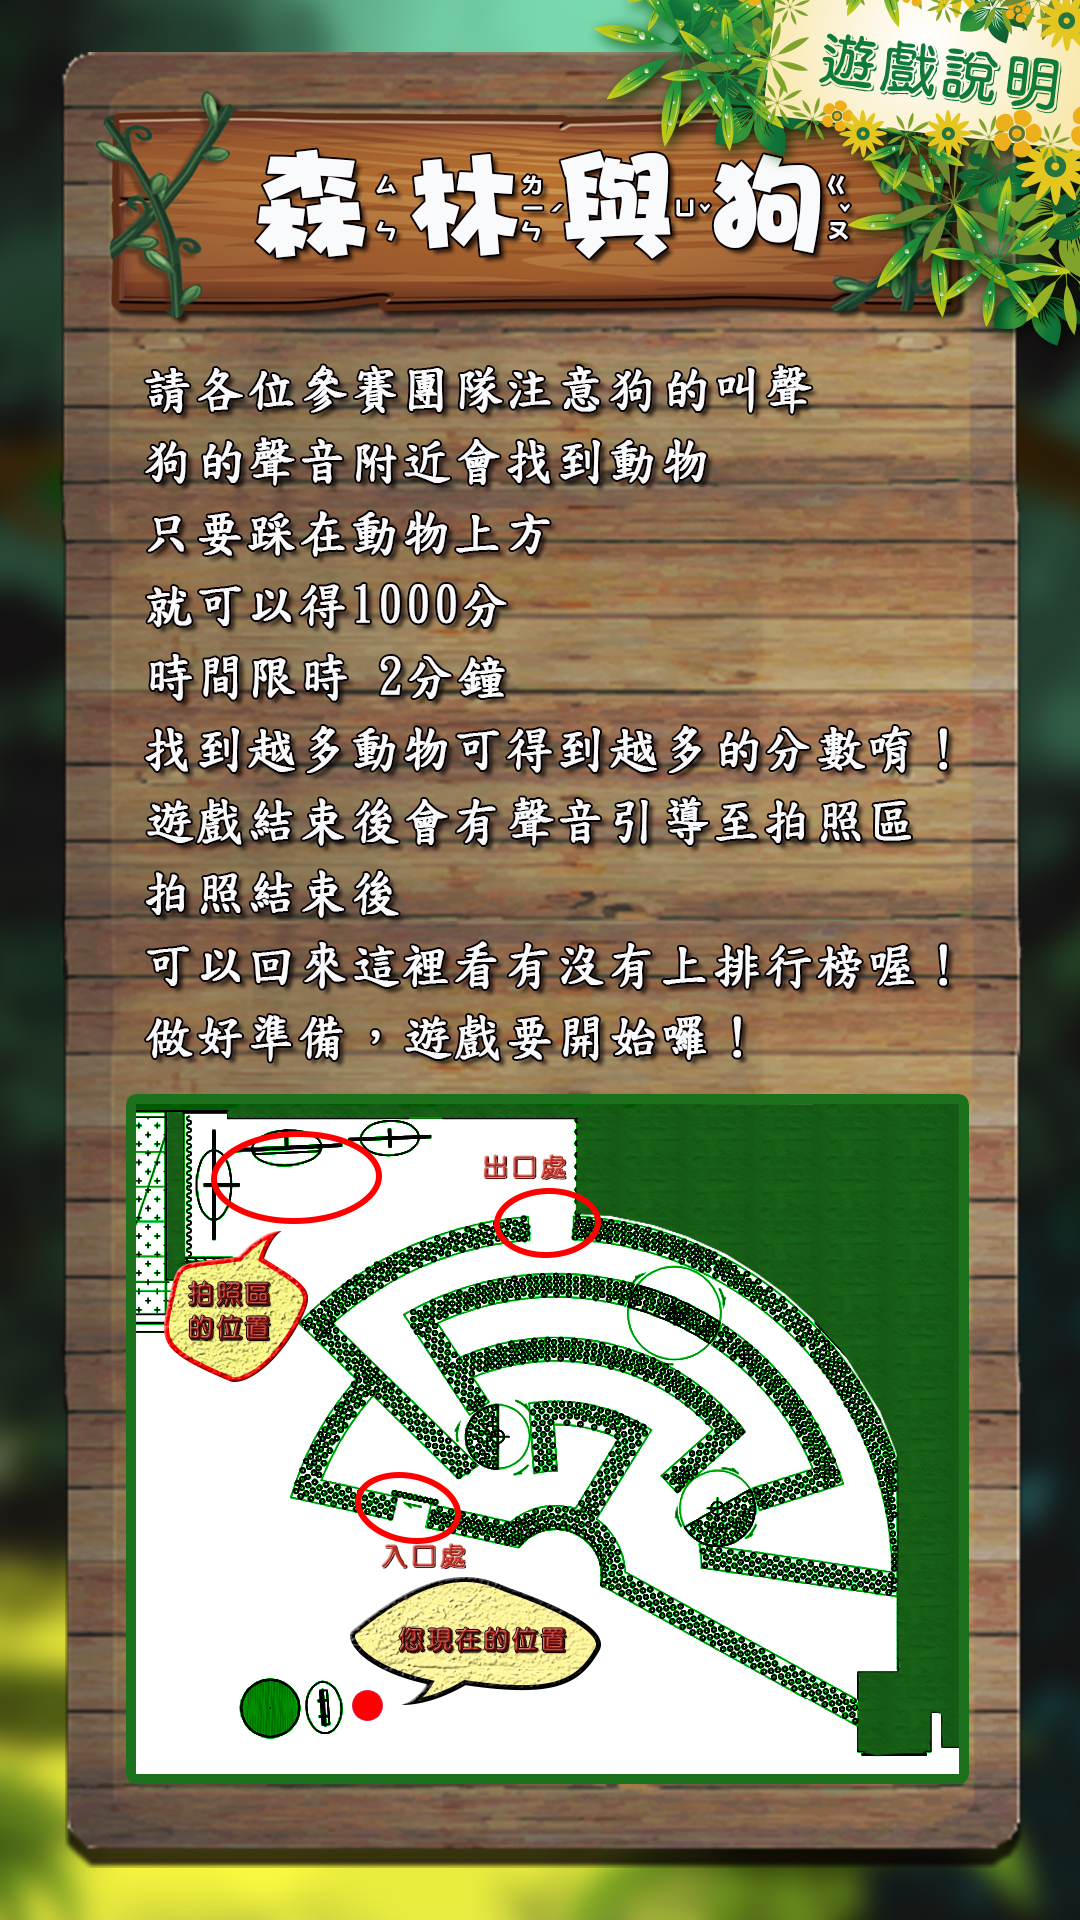 遊戲說明
森ㄙㄣ林ㄌㄧㄣˊ與ㄩˇ狗ㄍㄡˇ
請各位參賽團隊注意狗的叫聲
狗的聲音附近會找到動物
只要踩在動物上方
就可以得1000分
時間限時 2分鐘
找到越多動物可得到越多的分數唷！
遊戲結束後會有聲音引導至拍照區
拍照結束後
可以回來這裡看有沒有上排行榜喔！
做好準備，遊戲要開始囉！
出口處
拍照區
的位置
入口處
您現在的位置